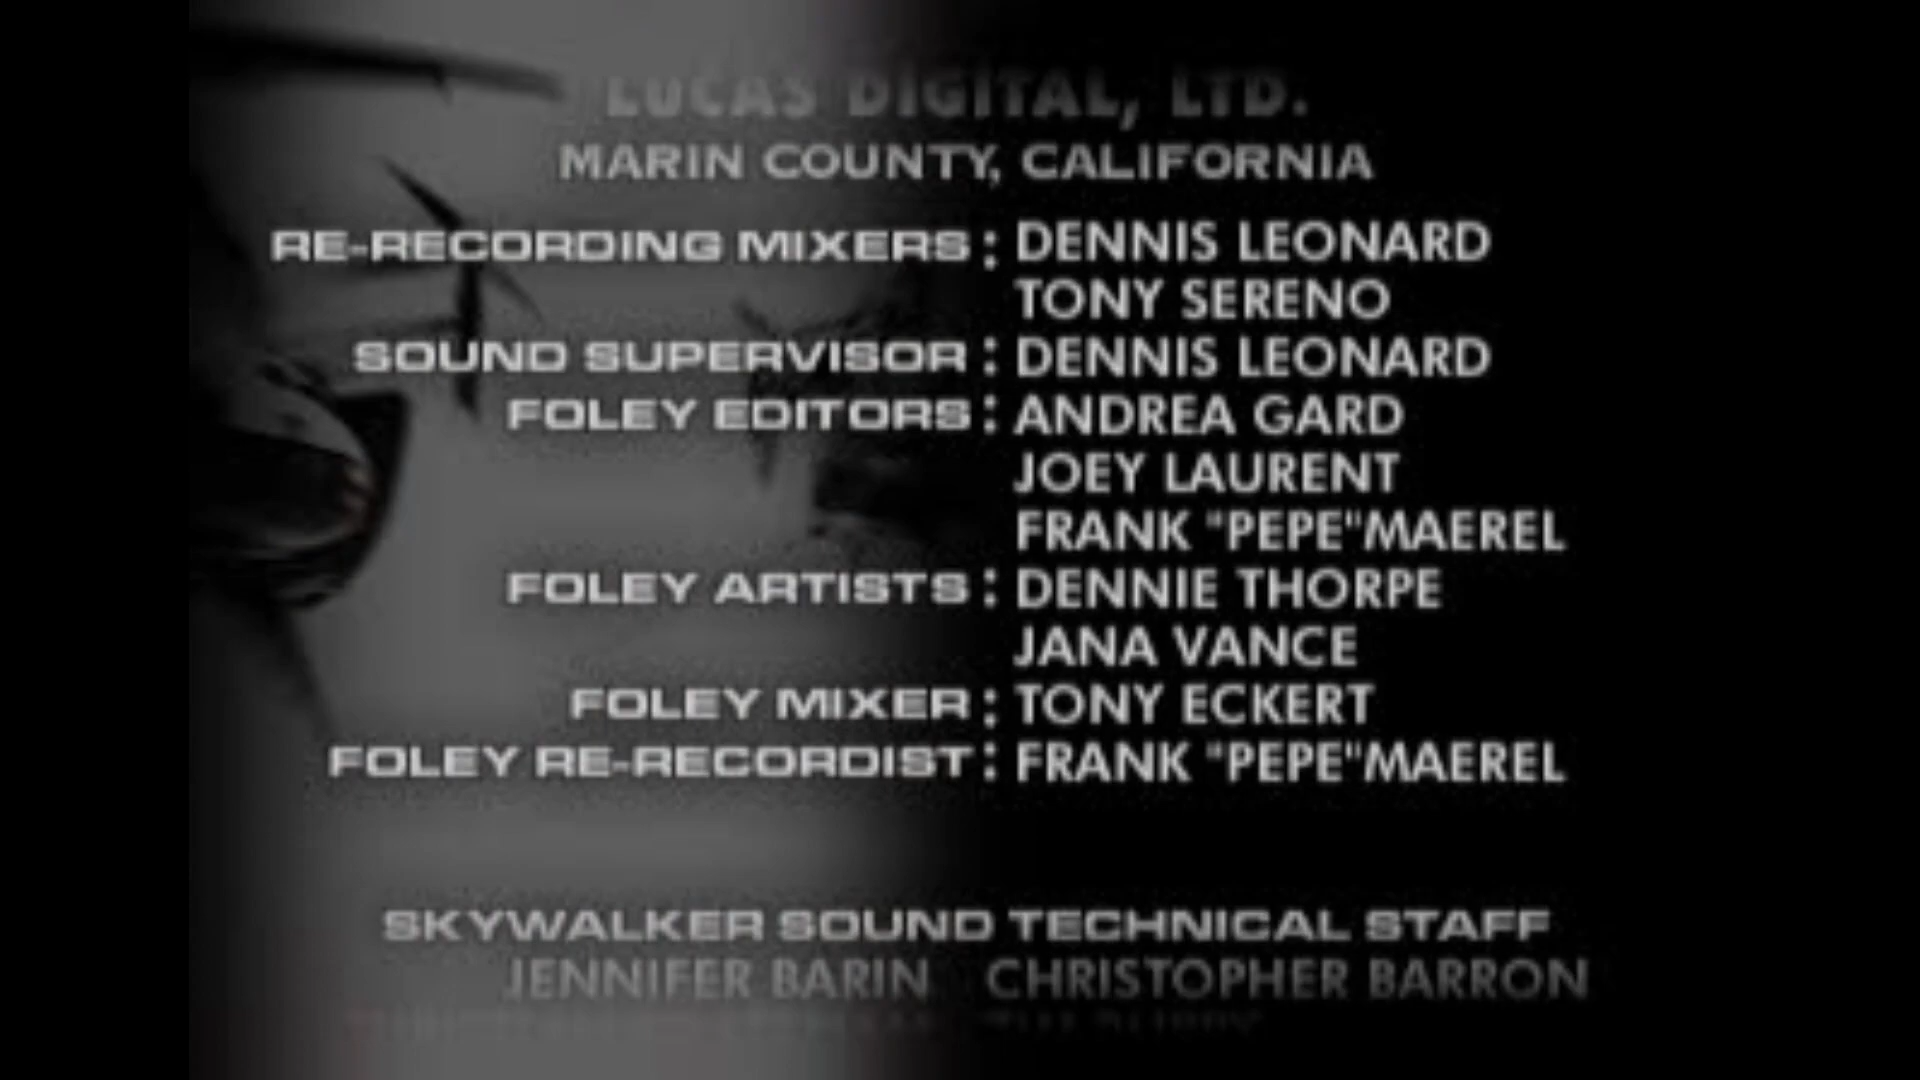 LUCAS DIGITAL, LTD.
MARIN COUNTY, CALIFORNIA
RE-RECORDING MIXERS : DENNIS LEONARD
TONY SERENO
SOUND SUPERVISOR : DENNIS LEONARD
FOLEY EDITORS : ANDREA GARD
JOEY LAURENT
FRANK "PEPE"MAEREL
FOLEY ARTISTS : DENNIE THORPE
JANA VANCE
FOLEY MIXER : TONY ECKERT
FOLEY RE-RECORDIST : FRANK "PEPE"MAEREL
SKYWALKER SOUND TECHNICAL STAFF
JENNIFER BARIN CHRISTOPHER BARRON